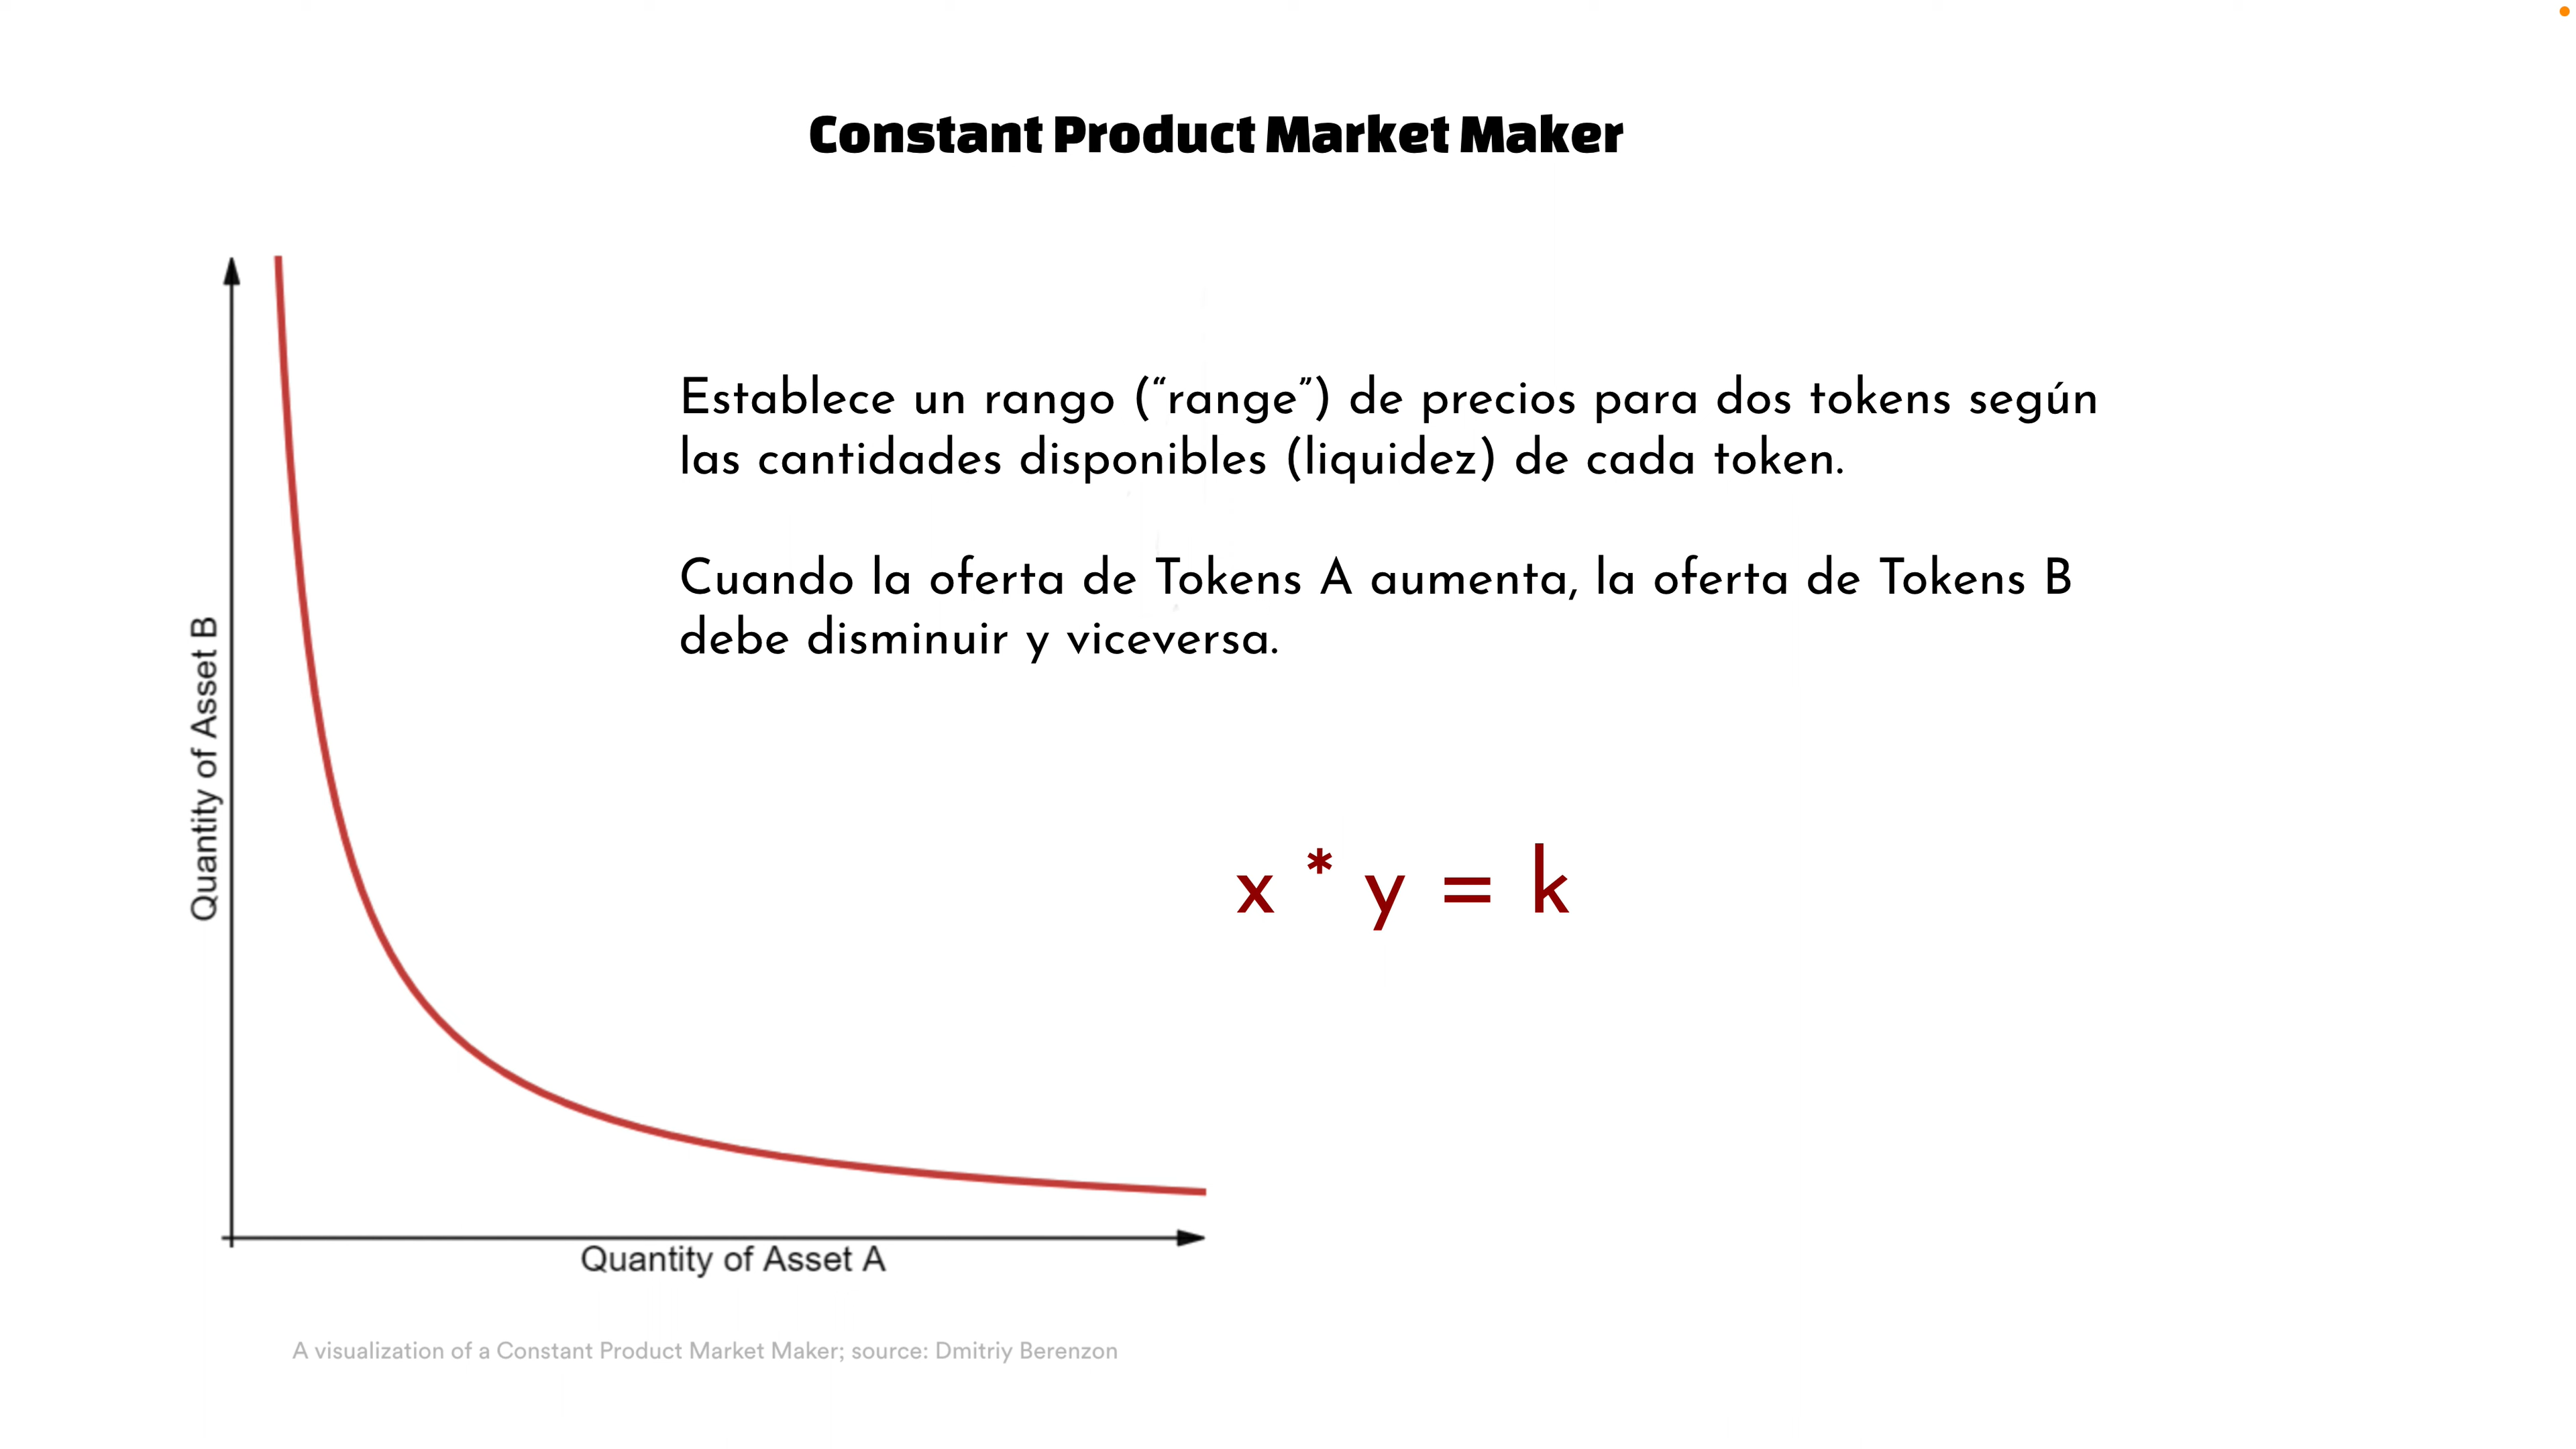 Constant Product Market Maker
Establece un rango (“range”) de precios para dos tokens según
las cantidades disponibles (liquidez) de cada token.
Cuando la oferta de Tokens A aumenta, la oferta de Tokens B
debe disminuir y viceversa.
x * y = k
Quantity of Asset B
Quantity of Asset A
A visualization of a Constant Product Market Maker; source: Dmitriy Berenzon